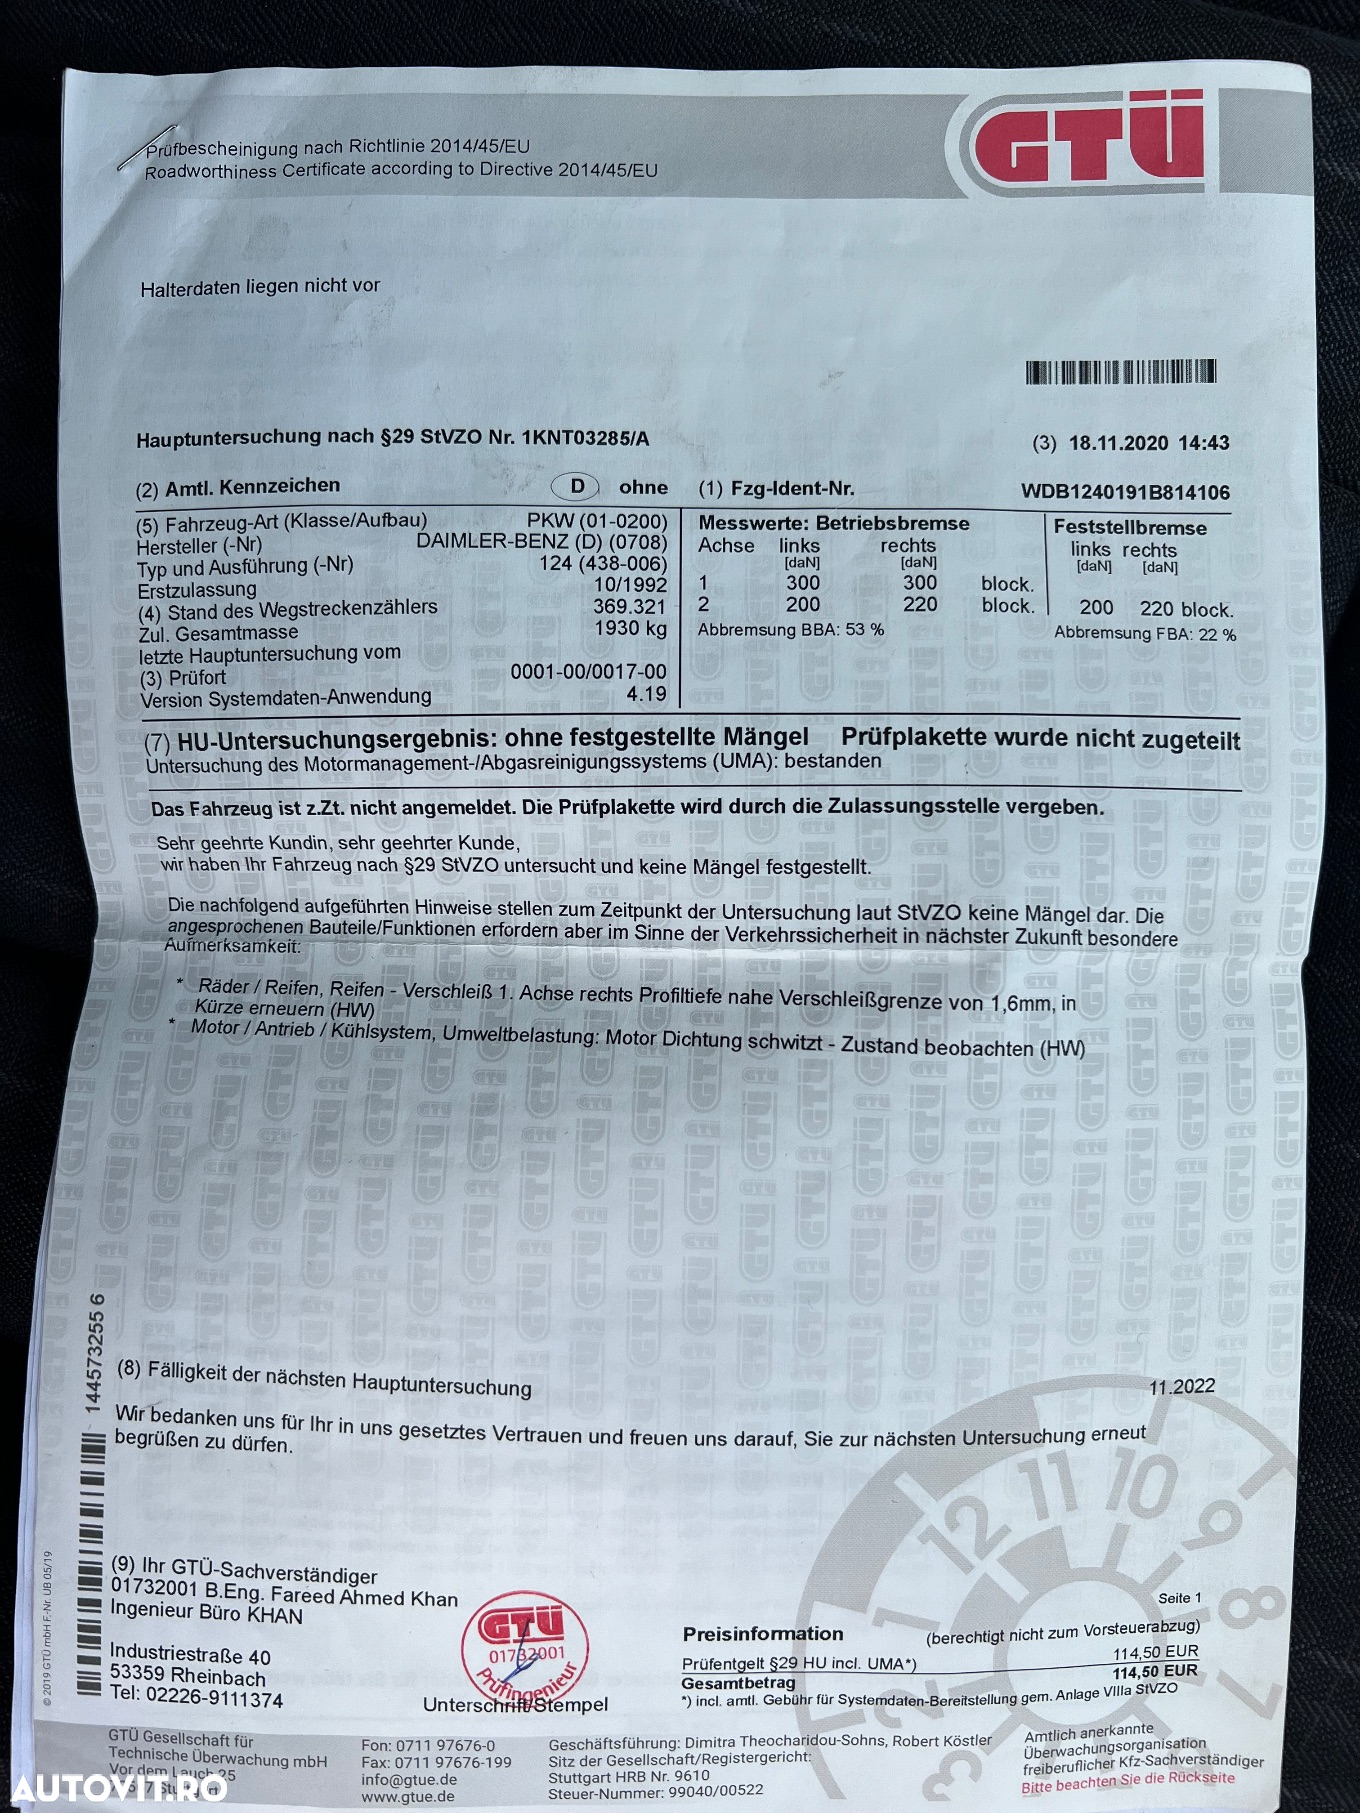 GTÜ
Prüfbescheinigung nach Richtlinie 2014/45/EU
Roadworthiness Certificate according to Directive 2014/45/EU
Halterdaten liegen nicht vor
Hauptuntersuchung nach §29 StVZO Nr. 1KNT03285/A (3) 18.11.2020 14:43
(2) Amtl. Kennzeichen D ohne (1) Fzg-Ident-Nr. WDB1240191B814106
(5) Fahrzeug-Art (Klasse/Aufbau) PKW (01-0200)
Hersteller (-Nr) DAIMLER-BENZ (D) (0708)
Typ und Ausführung (-Nr) 124 (438-006)
Erstzulassung 10/1992
(4) Stand des Wegstreckenzählers 369.321
Zul. Gesamtmasse 1930 kg
letzte Hauptuntersuchung vom
(3) Prüfort 0001-00/0017-00
Version Systemdaten-Anwendung 4.19
Messwerte: Betriebsbremse Feststellbremse
Achse links rechts links rechts
[daN] [daN] [daN] [daN]
1 300 300 block.
2 200 220 block. 200 220 block.
Abbremsung BBA: 53 % Abbremsung FBA: 22 %
(7) HU-Untersuchungsergebnis: ohne festgestellte Mängel Prüfplakette wurde nicht zugeteilt
Untersuchung des Motormanagement-/Abgasreinigungssystems (UMA): bestanden
Das Fahrzeug ist z.Zt. nicht angemeldet. Die Prüfplakette wird durch die Zulassungsstelle vergeben.
Sehr geehrte Kundin, sehr geehrter Kunde,
wir haben Ihr Fahrzeug nach §29 StVZO untersucht und keine Mängel festgestellt.
Die nachfolgend aufgeführten Hinweise stellen zum Zeitpunkt der Untersuchung laut StVZO keine Mängel dar. Die
angesprochenen Bauteile/Funktionen erfordern aber im Sinne der Verkehrssicherheit in nächster Zukunft besondere
Aufmerksamkeit:
* Räder / Reifen, Reifen - Verschleiß 1. Achse rechts Profiltiefe nahe Verschleißgrenze von 1,6mm, in
Kürze erneuern (HW)
* Motor / Antrieb / Kühlsystem, Umweltbelastung: Motor Dichtung schwitzt - Zustand beobachten (HW)
144573255 6
(8) Fälligkeit der nächsten Hauptuntersuchung 11.2022
Wir bedanken uns für Ihr in uns gesetztes Vertrauen und freuen uns darauf, Sie zur nächsten Untersuchung erneut
begrüßen zu dürfen.
(9) Ihr GTÜ-Sachverständiger
01732001 B.Eng. Fareed Ahmed Khan
Ingenieur Büro KHAN
Industriestraße 40
53359 Rheinbach
Tel: 02226-9111374
GTÜ
01732001
Prüfingenieur
Unterschrift/Stempel
Seite 1
Preisinformation (berechtigt nicht zum Vorsteuerabzug)
Prüfentgelt §29 HU incl. UMA*) 114,50 EUR
Gesamtbetrag 114,50 EUR
*) incl. amtl. Gebühr für Systemdaten-Bereitstellung gem. Anlage VIIIa StVZO
12 11 10 9 8 7
1 2 3
© 2019 GTÜ mbH F.-Nr. UB 05/19
GTÜ Gesellschaft für
Technische Überwachung mbH
Vor dem Lauch 25
Fon: 0711 97676-0
Fax: 0711 97676-199
info@gtue.de
www.gtue.de
Geschäftsführung: Dimitra Theocharidou-Sohns, Robert Köstler
Sitz der Gesellschaft/Registergericht:
Stuttgart HRB Nr. 9610
Steuer-Nummer: 99040/00522
Amtlich anerkannte
Überwachungsorganisation
freiberuflicher Kfz-Sachverständiger
Bitte beachten Sie die Rückseite
AUTOVIT.RO